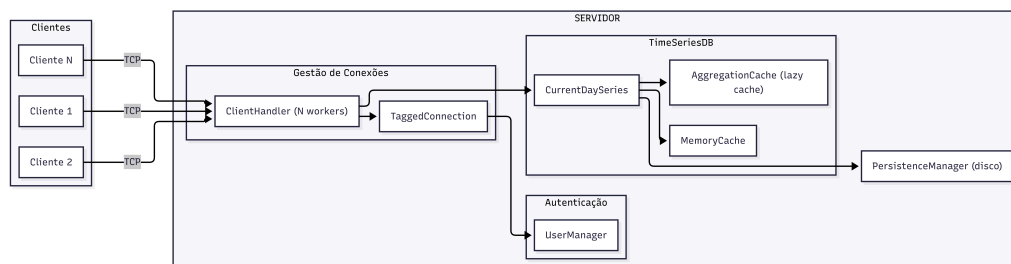 SERVIDOR
Clientes
Cliente N
Cliente 1
Cliente 2
TCP
TCP
TCP
Gestão de Conexões
ClientHandler (N workers)
TaggedConnection
TimeSeriesDB
CurrentDaySeries
AggregationCache (lazy
cache)
MemoryCache
PersistenceManager (disco)
Autenticação
UserManager